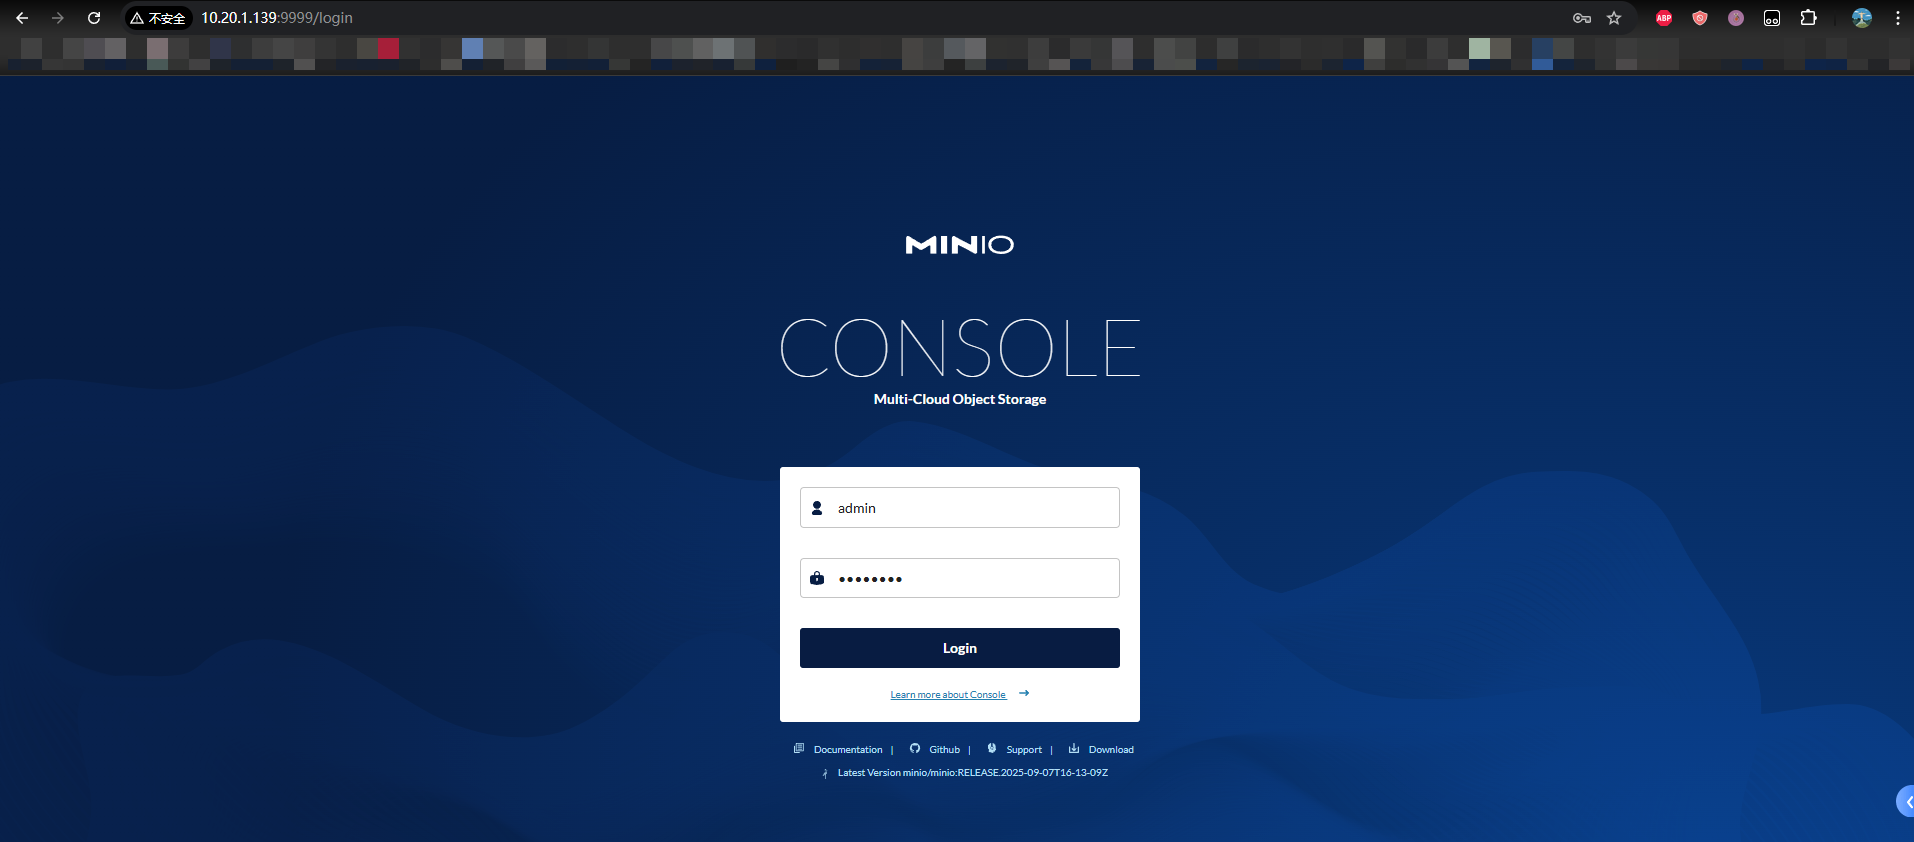 不安全 10.20.1.139:9999/login
ABP
MINIO
CONSOLE
Multi-Cloud Object Storage
admin
••••••••
Login
Learn more about Console
Documentation | Github | Support | Download
Latest Version minio/minio:RELEASE.2025-09-07T16-13-09Z